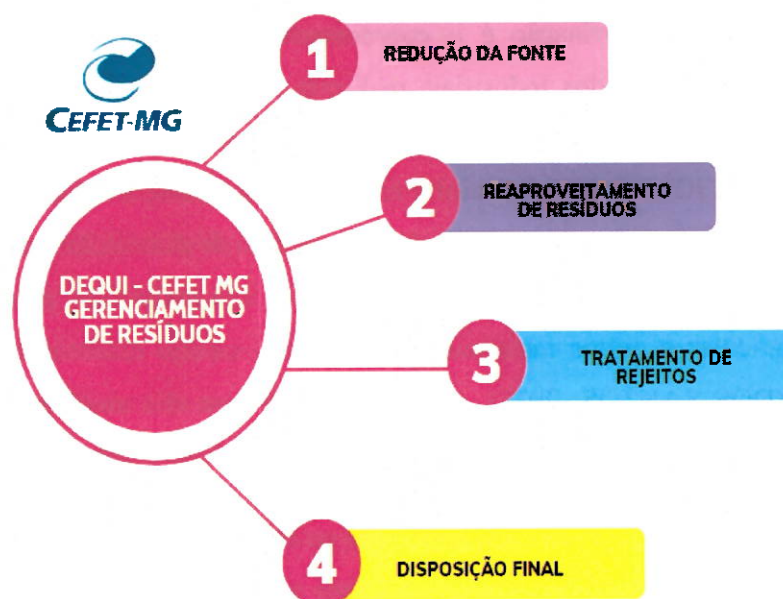 CEFET-MG
1
REDUÇÃO DA FONTE
2
REAPROVEITAMENTO
DE RESÍDUOS
DEQUI - CEFET MG
GERENCIAMENTO
DE RESÍDUOS
3
TRATAMENTO DE
REJEITOS
4
DISPOSIÇÃO FINAL